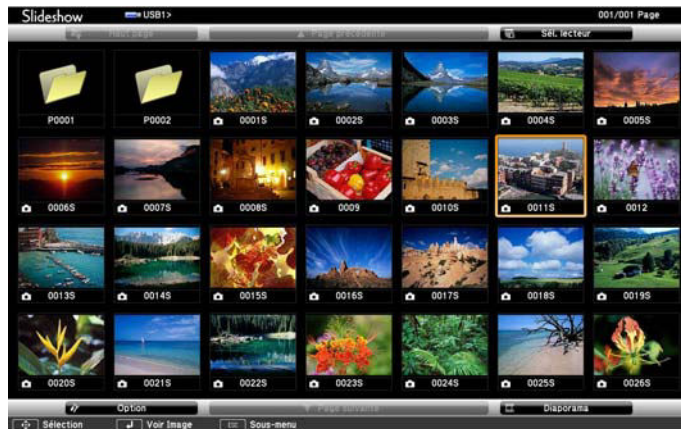 Slideshow USB1> 001/001 Page
Haut page ▲ Page précédente Sél. lecteur
P0001 P0002 0001S 0002S 0003S 0004S 0005S
0006S 0007S 0008S 0009 0010S 0011S 0012
0013S 0014S 0015S 0016S 0017S 0018S 0019S
0020S 0021S 0022S 0023S 0024S 0025S 0026S
Option ▼ Page suivante Diaporama
Sélection Voir Image Sous-menu